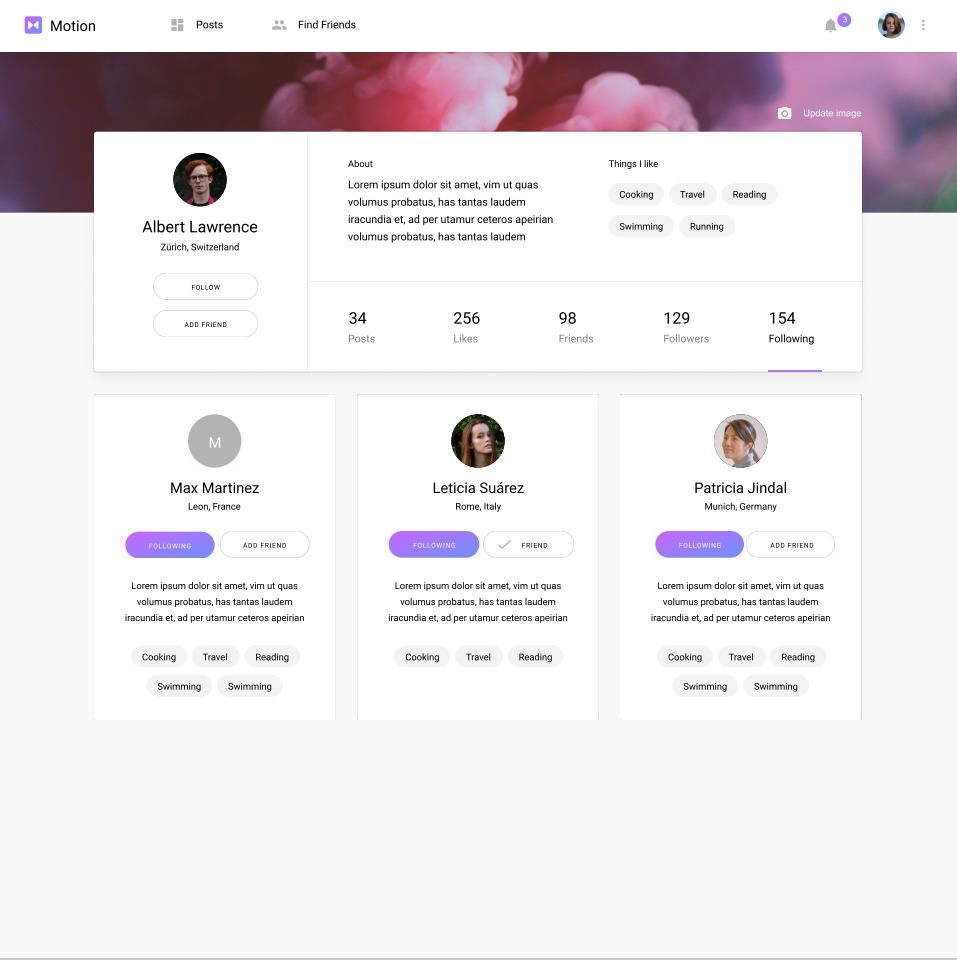 Motion
Posts
Find Friends
3
Update image
Albert Lawrence
Zürich, Switzerland
FOLLOW
ADD FRIEND
About
Lorem ipsum dolor sit amet, vim ut quas
volumus probatus, has tantas laudem
iracundia et, ad per utamur ceteros apeirian
volumus probatus, has tantas laudem
Things I like
Cooking
Travel
Reading
Swimming
Running
34
Posts
256
Likes
98
Friends
129
Followers
154
Following
M
Max Martinez
Leon, France
FOLLOWING
ADD FRIEND
Lorem ipsum dolor sit amet, vim ut quas
volumus probatus, has tantas laudem
iracundia et, ad per utamur ceteros apeirian
Cooking
Travel
Reading
Swimming
Swimming
Leticia Suárez
Rome, Italy
FOLLOWING
FRIEND
Lorem ipsum dolor sit amet, vim ut quas
volumus probatus, has tantas laudem
iracundia et, ad per utamur ceteros apeirian
Cooking
Travel
Reading
Patricia Jindal
Munich, Germany
FOLLOWING
ADD FRIEND
Lorem ipsum dolor sit amet, vim ut quas
volumus probatus, has tantas laudem
iracundia et, ad per utamur ceteros apeirian
Cooking
Travel
Reading
Swimming
Swimming